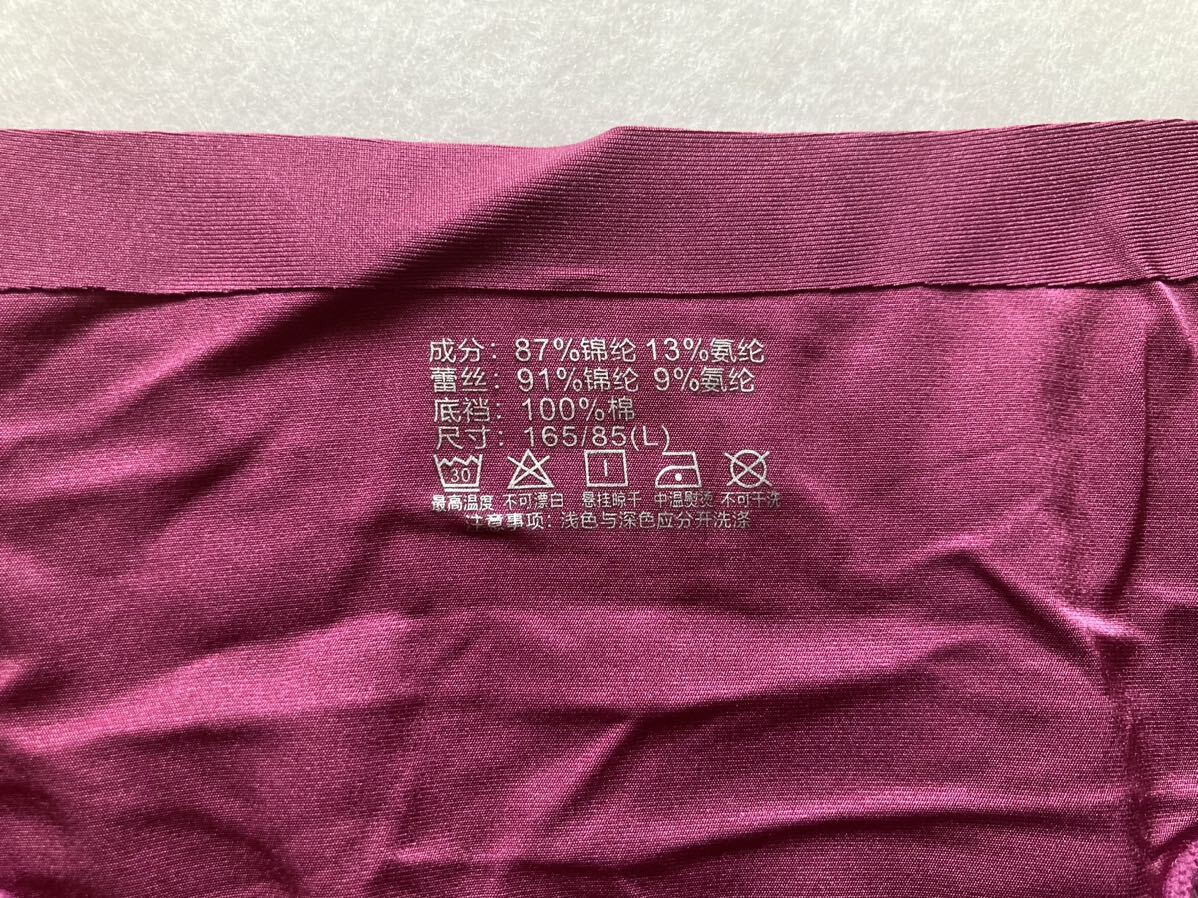 成分：87%锦纶 13%氨纶
蕾丝：91%锦纶 9%氨纶
底裆：100%棉
尺寸：165/85(L)
30
最高温度 不可漂白 悬挂晾干 中温熨烫 不可干洗
注意事项：浅色与深色应分开洗涤